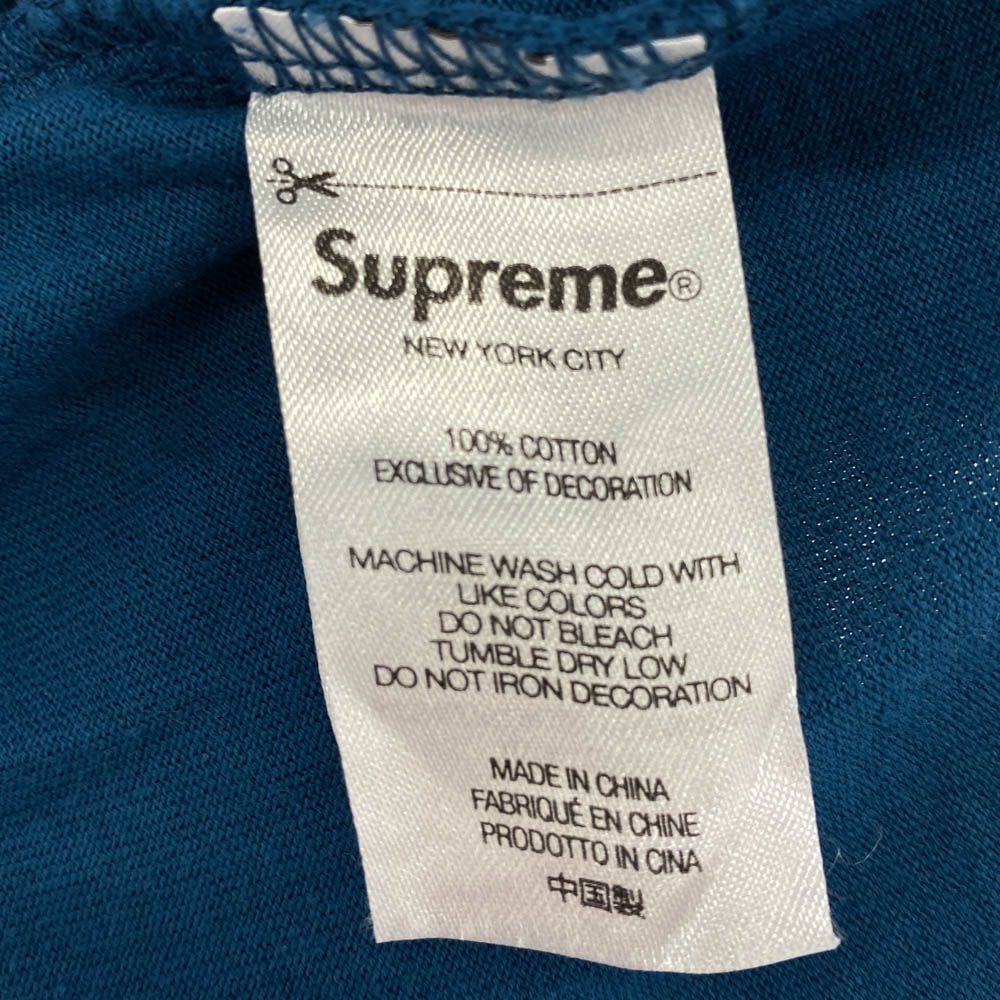 Supreme®
NEW YORK CITY
100% COTTON
EXCLUSIVE OF DECORATION
MACHINE WASH COLD WITH
LIKE COLORS
DO NOT BLEACH
TUMBLE DRY LOW
DO NOT IRON DECORATION
MADE IN CHINA
FABRIQUÉ EN CHINE
PRODOTTO IN CINA
中国製